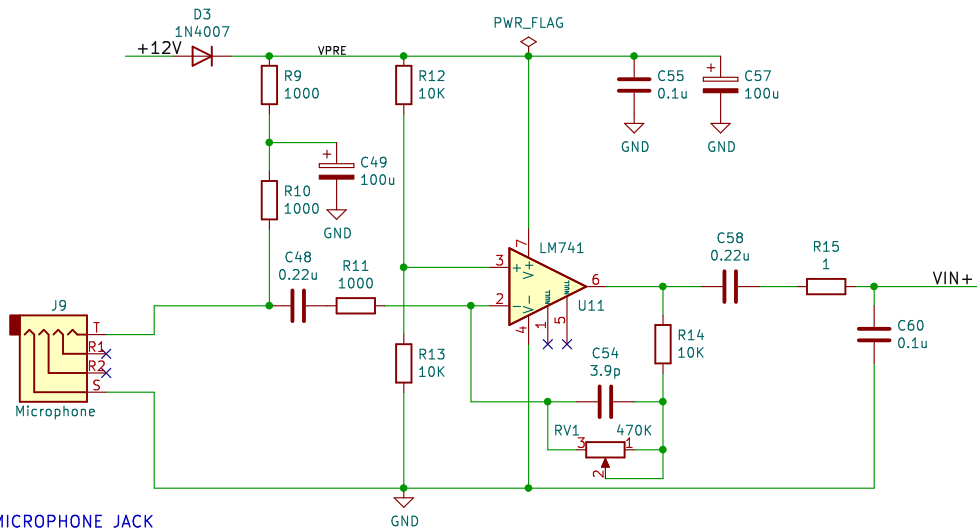 D3
1N4007
+12V
VPRE
PWR_FLAG
R9
1000
R12
10K
C55
0.1u
C57
100u
+
GND
GND
+
C49
100u
R10
1000
GND
LM741
7
V+
3
+
2
-
V-
4
NULL
1
NULL
5
6
U11
C48
0.22u
R11
1000
C58
0.22u
R15
1
VIN+
J9
T
R1
R2
S
Microphone
R13
10K
R14
10K
C60
0.1u
C54
3.9p
RV1
470K
3
1
2
GND
MICROPHONE JACK